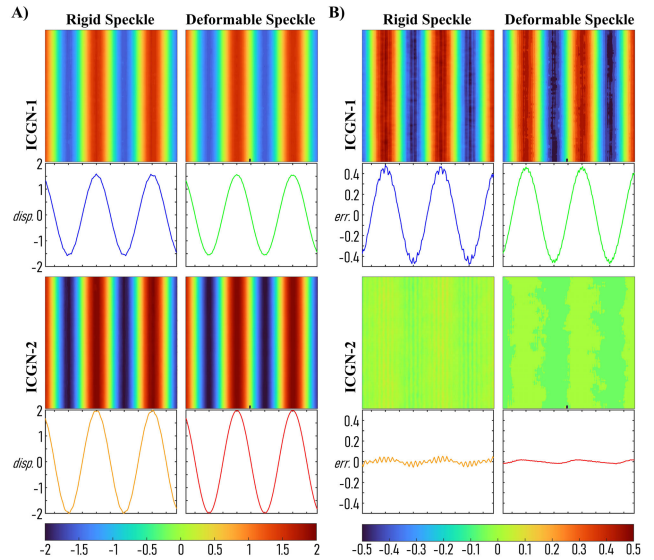 A)
Rigid Speckle
Deformable Speckle
B)
Rigid Speckle
Deformable Speckle
ICGN-1
ICGN-1
2
1
disp. 0
-1
-2
0.4
0.2
err. 0
-0.2
-0.4
ICGN-2
ICGN-2
2
1
disp. 0
-1
-2
0.4
0.2
err. 0
-0.2
-0.4
-2 -1.5 -1 -0.5 0 0.5 1 1.5 2
-0.5 -0.4 -0.3 -0.2 -0.1 0 0.1 0.2 0.3 0.4 0.5